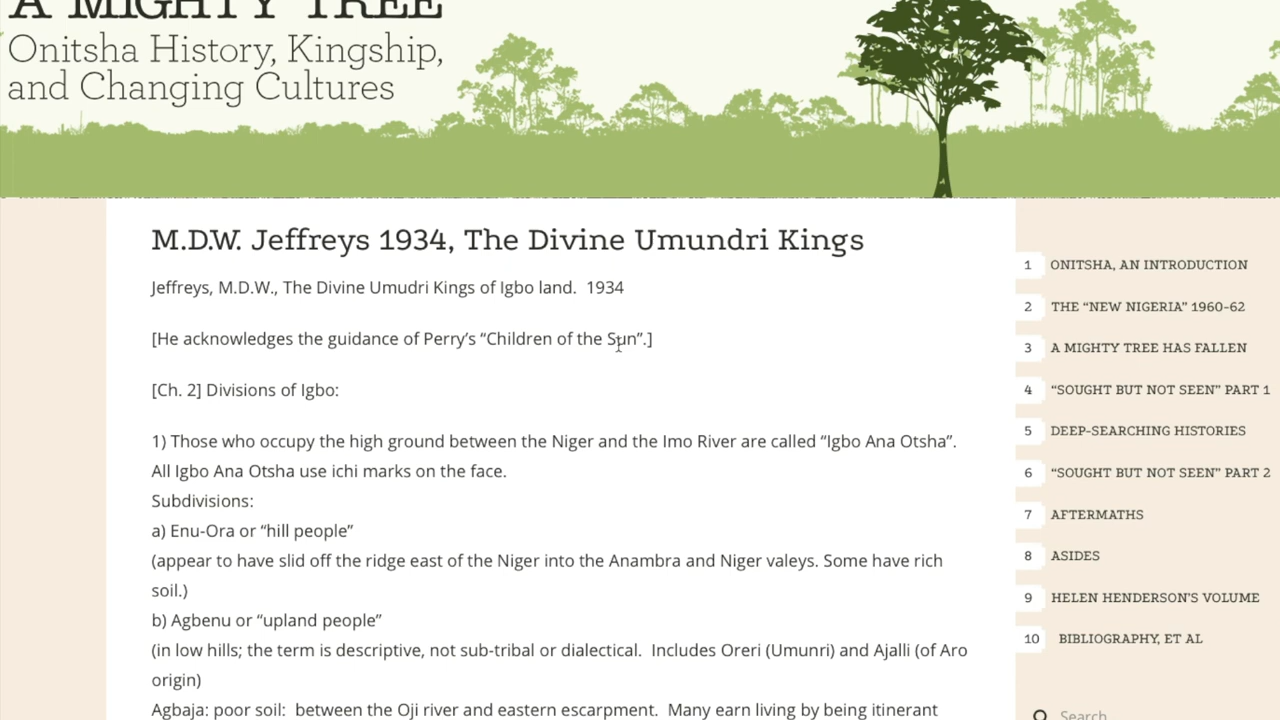 A MIGHTY TREE
Onitsha History, Kingship,
and Changing Cultures
M.D.W. Jeffreys 1934, The Divine Umundri Kings
Jeffreys, M.D.W., The Divine Umudri Kings of Igbo land.  1934
[He acknowledges the guidance of Perry’s “Children of the Sun”.]
[Ch. 2] Divisions of Igbo:
1) Those who occupy the high ground between the Niger and the Imo River are called “Igbo Ana Otsha”.
All Igbo Ana Otsha use ichi marks on the face.
Subdivisions:
a) Enu-Ora or “hill people”
(appear to have slid off the ridge east of the Niger into the Anambra and Niger valeys. Some have rich
soil.)
b) Agbenu or “upland people”
(in low hills; the term is descriptive, not sub-tribal or dialectical.  Includes Oreri (Umunri) and Ajalli (of Aro
origin)
Agbaja: poor soil:  between the Oji river and eastern escarpment.  Many earn living by being itinerant
1 ONITSHA, AN INTRODUCTION
2 THE “NEW NIGERIA” 1960-62
3 A MIGHTY TREE HAS FALLEN
4 “SOUGHT BUT NOT SEEN” PART 1
5 DEEP-SEARCHING HISTORIES
6 “SOUGHT BUT NOT SEEN” PART 2
7 AFTERMATHS
8 ASIDES
9 HELEN HENDERSON’S VOLUME
10 BIBLIOGRAPHY, ET AL
Search